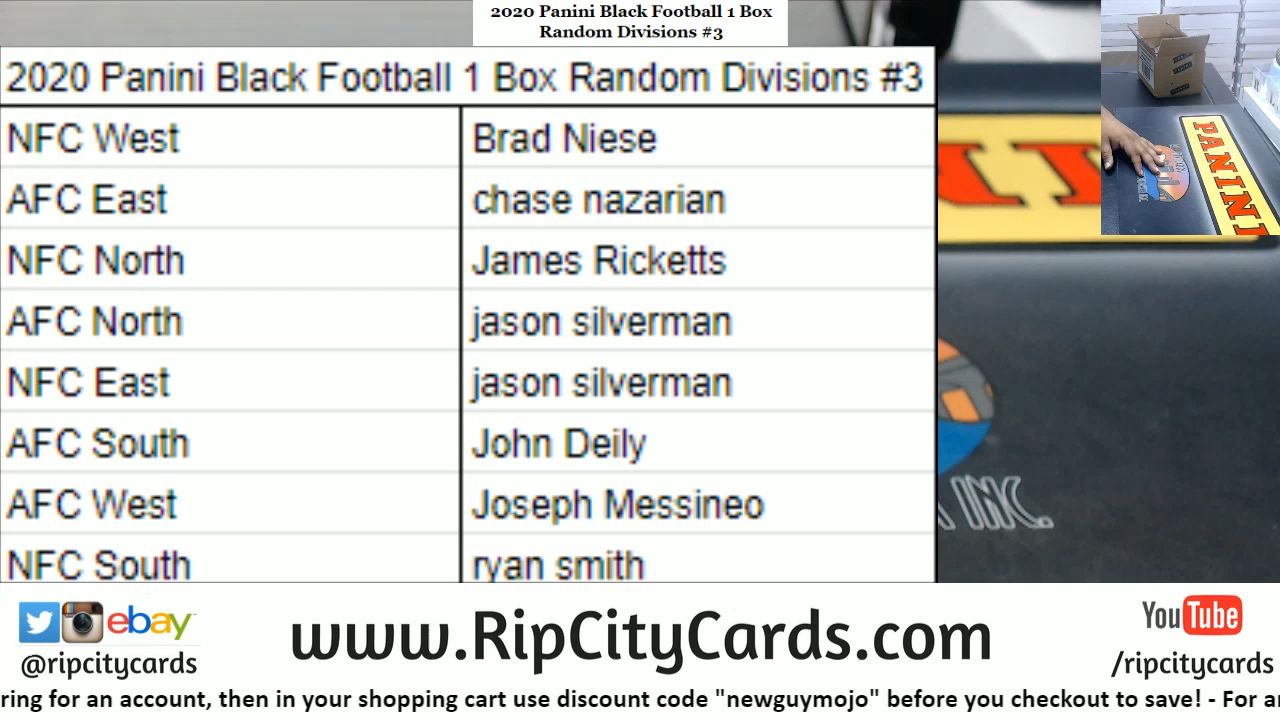 2020 Panini Black Football 1 Box
Random Divisions #3
2020 Panini Black Football 1 Box Random Divisions #3
NFC West Brad Niese
AFC East chase nazarian
NFC North James Ricketts
AFC North jason silverman
NFC East jason silverman
AFC South John Deily
AFC West Joseph Messineo
NFC South ryan smith
PANINI
INC.
ebay
@ripcitycards
www.RipCityCards.com
YouTube
/ripcitycards
ring for an account, then in your shopping cart use discount code "newguymojo" before you checkout to save! - For